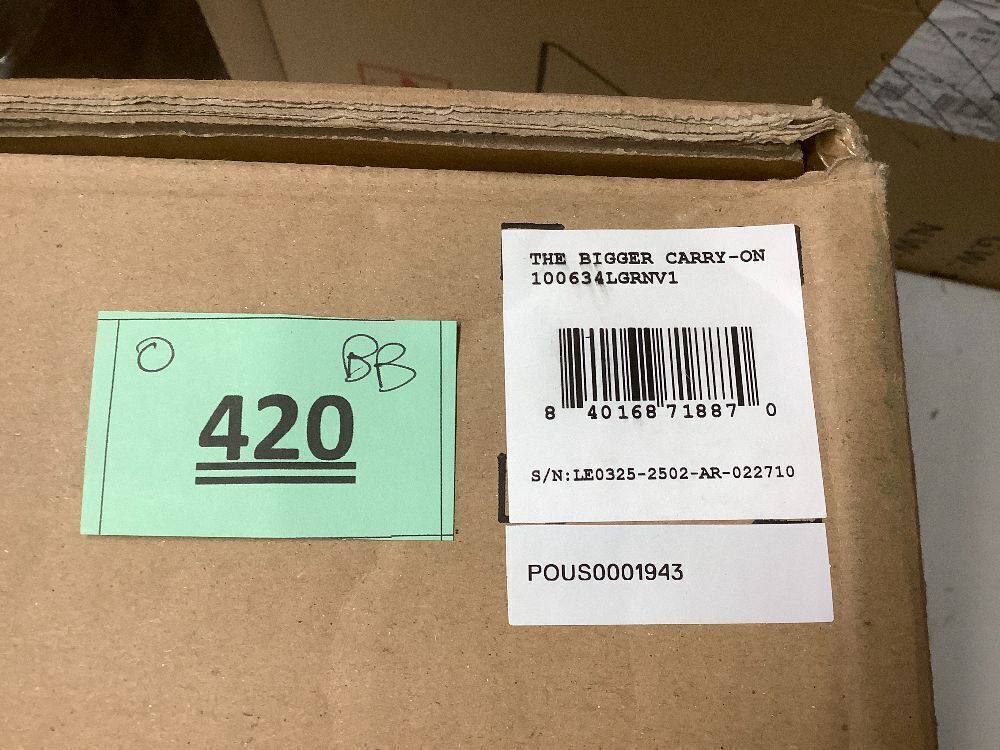 O BB
420
THE BIGGER CARRY-ON
100634LGRNV1
8 40168 71887 0
S/N:LE0325-2502-AR-022710
POUS0001943